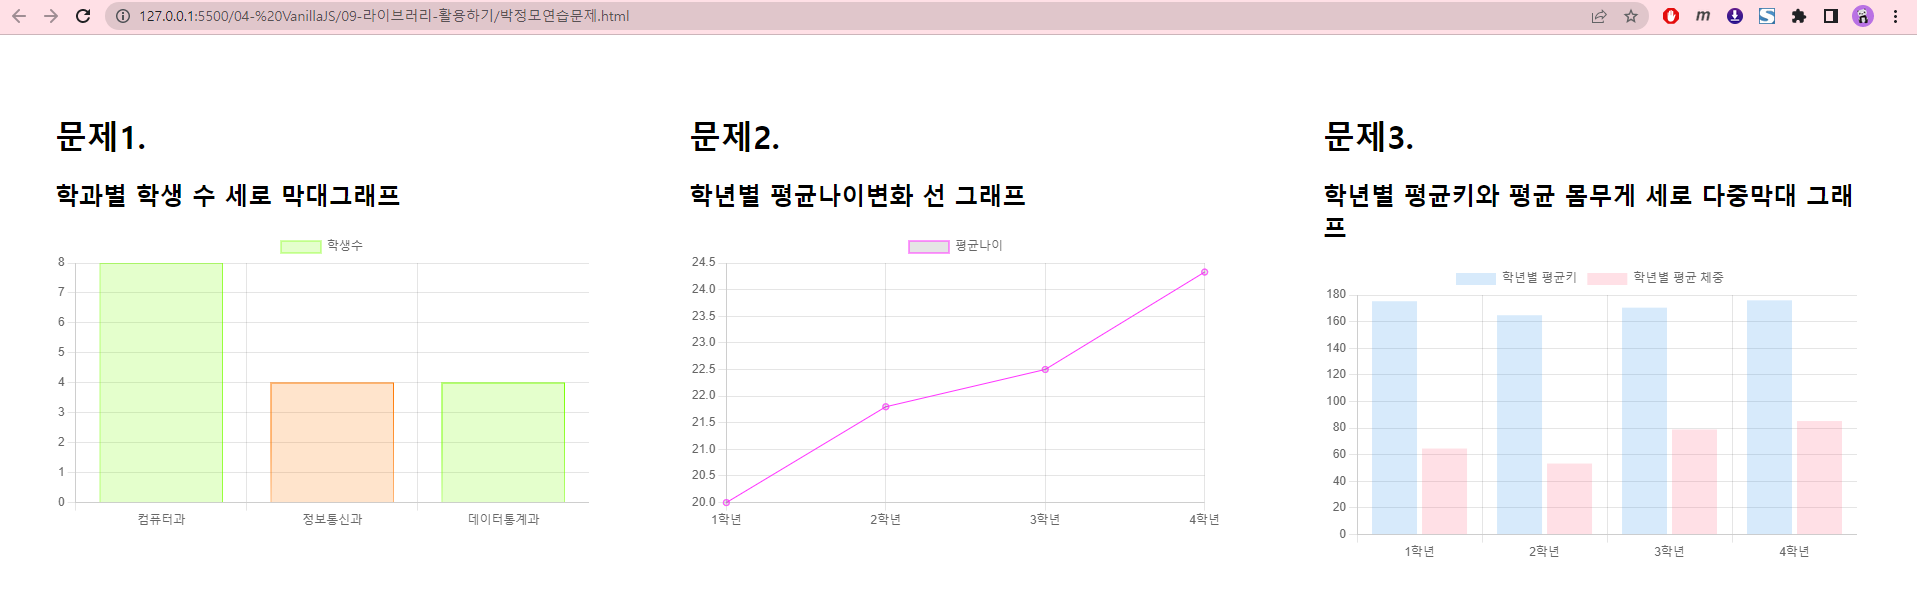 127.0.0.1:5500/04-%20VanillaJS/09-라이브러리-활용하기/박정모연습문제.html
문제1.
학과별 학생 수 세로 막대그래프
학생수
8
7
6
5
4
3
2
1
0
컴퓨터과 정보통신과 데이터통계과
문제2.
학년별 평균나이변화 선 그래프
평균나이
24.5
24.0
23.5
23.0
22.5
22.0
21.5
21.0
20.5
20.0
1학년 2학년 3학년 4학년
문제3.
학년별 평균키와 평균 몸무게 세로 다중막대 그래
프
학년별 평균키 학년별 평균 체중
180
160
140
120
100
80
60
40
20
0
1학년 2학년 3학년 4학년